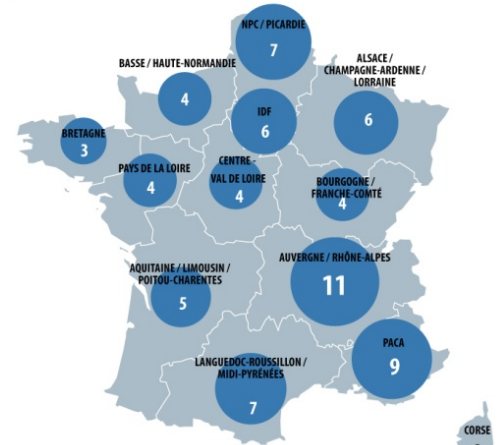 NPC / PICARDIE
7
BASSE / HAUTE-NORMANDIE
4
ALSACE /
CHAMPAGNE-ARDENNE /
LORRAINE
6
IDF
6
BRETAGNE
3
PAYS DE LA LOIRE
4
CENTRE -
VAL DE LOIRE
4
BOURGOGNE /
FRANCHE-COMTÉ
4
AUVERGNE / RHÔNE-ALPES
11
AQUITAINE / LIMOUSIN /
POITOU-CHARENTES
5
PACA
9
LANGUEDOC-ROUSSILLON /
MIDI-PYRÉNÉES
7
CORSE